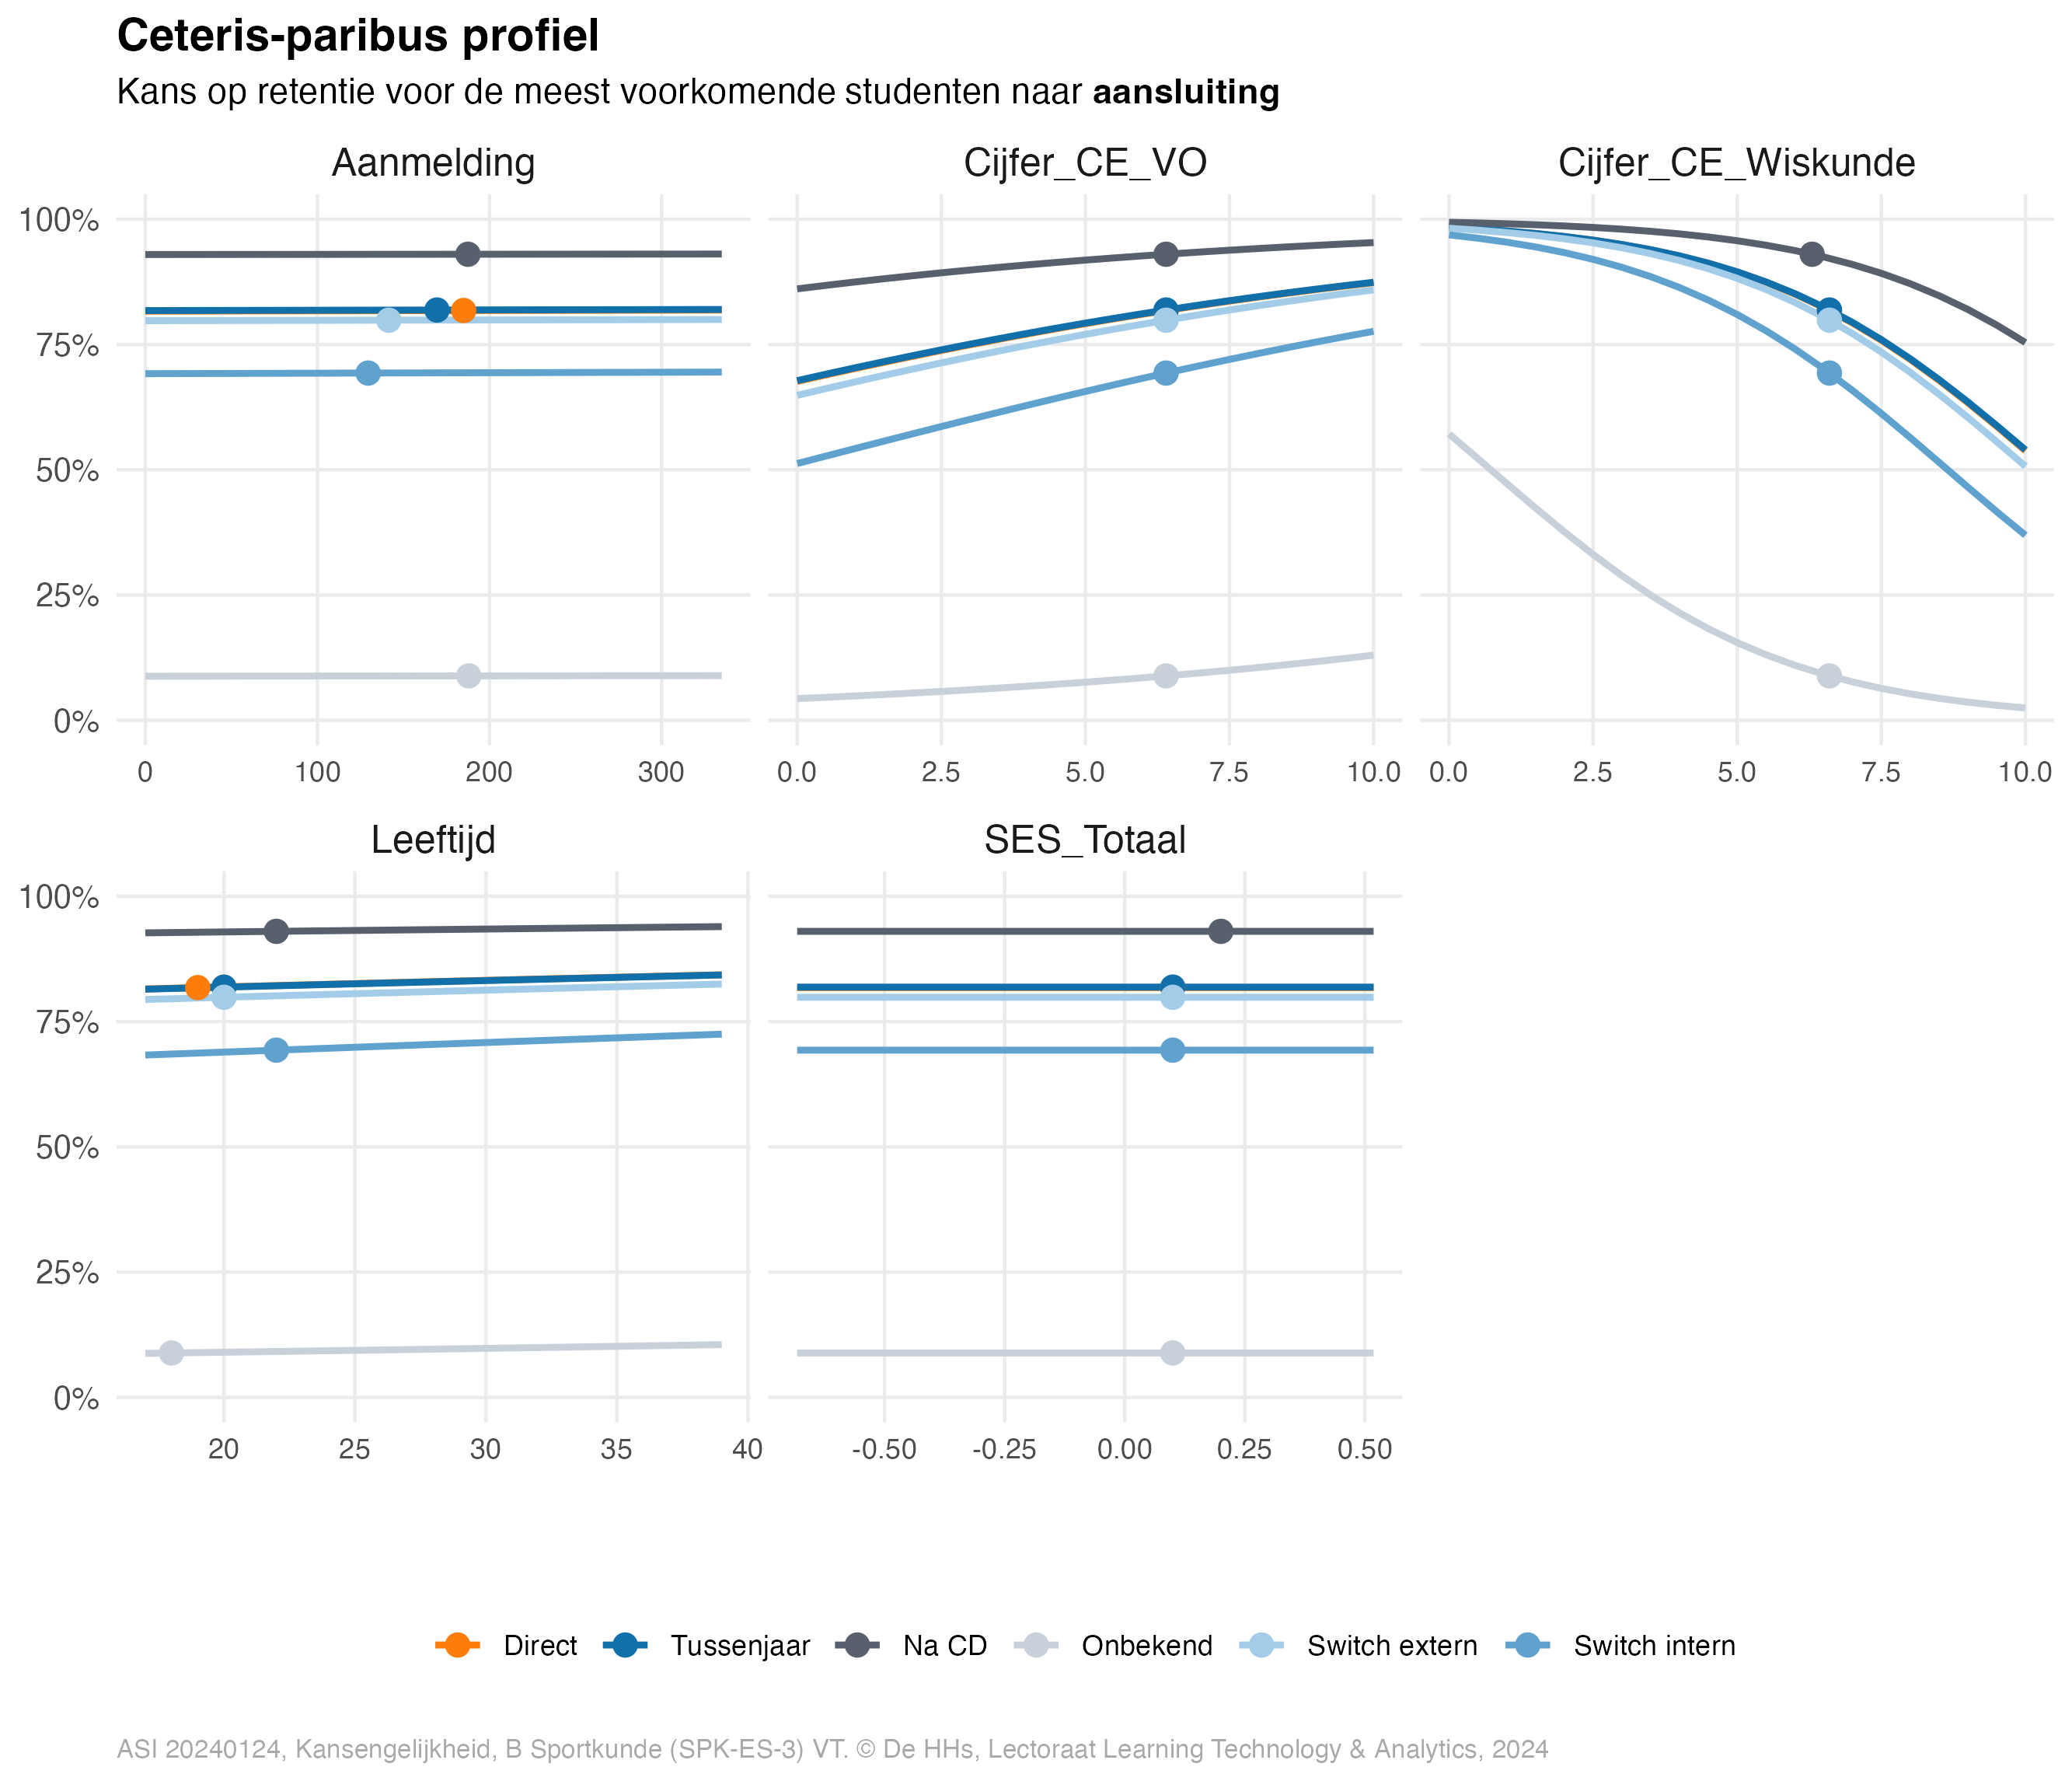 Ceteris-paribus profiel
Kans op retentie voor de meest voorkomende studenten naar aansluiting
Aanmelding
Cijfer_CE_VO
Cijfer_CE_Wiskunde
100%
75%
50%
25%
0%
0 100 200 300
0.0 2.5 5.0 7.5 10.0
0.0 2.5 5.0 7.5 10.0
Leeftijd
SES_Totaal
100%
75%
50%
25%
0%
20 25 30 35 40
-0.50 -0.25 0.00 0.25 0.50
Direct Tussenjaar Na CD Onbekend Switch extern Switch intern
ASI 20240124, Kansengelijkheid, B Sportkunde (SPK-ES-3) VT. © De HHs, Lectoraat Learning Technology & Analytics, 2024